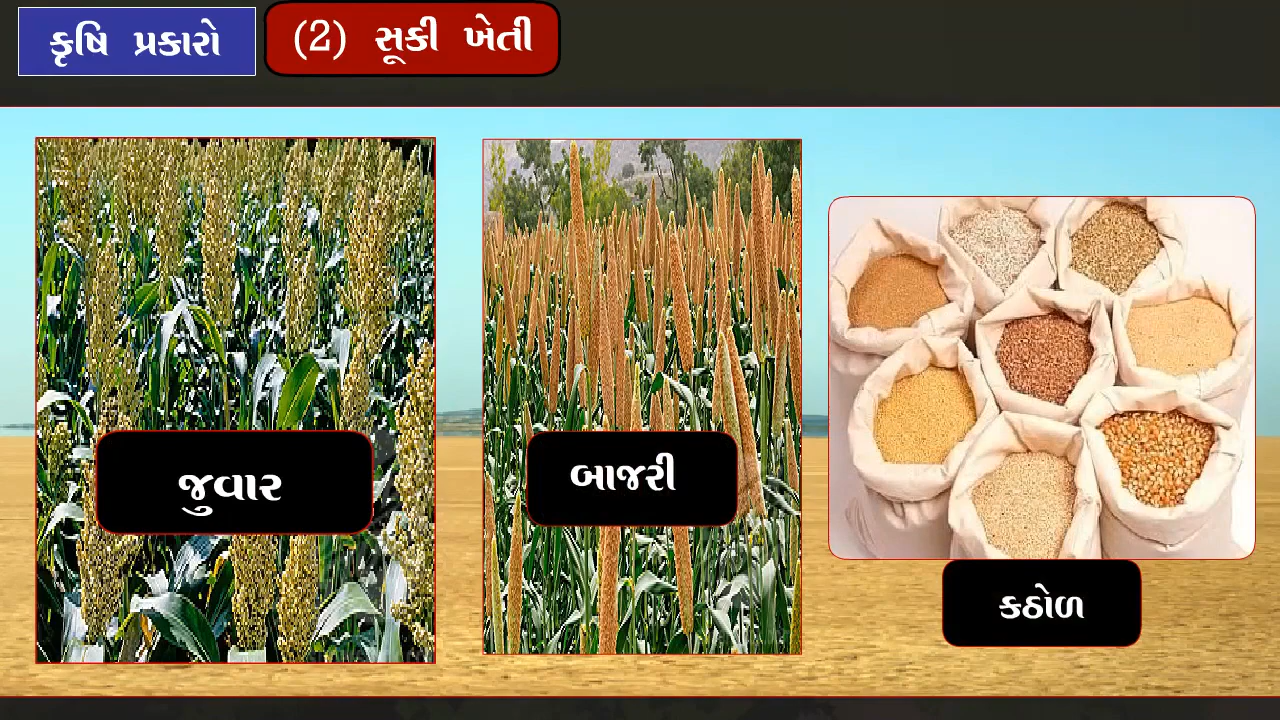 કૃષિ પ્રકારો
(2) સૂકી ખેતી
જુવાર
બાજરી
કઠોળ